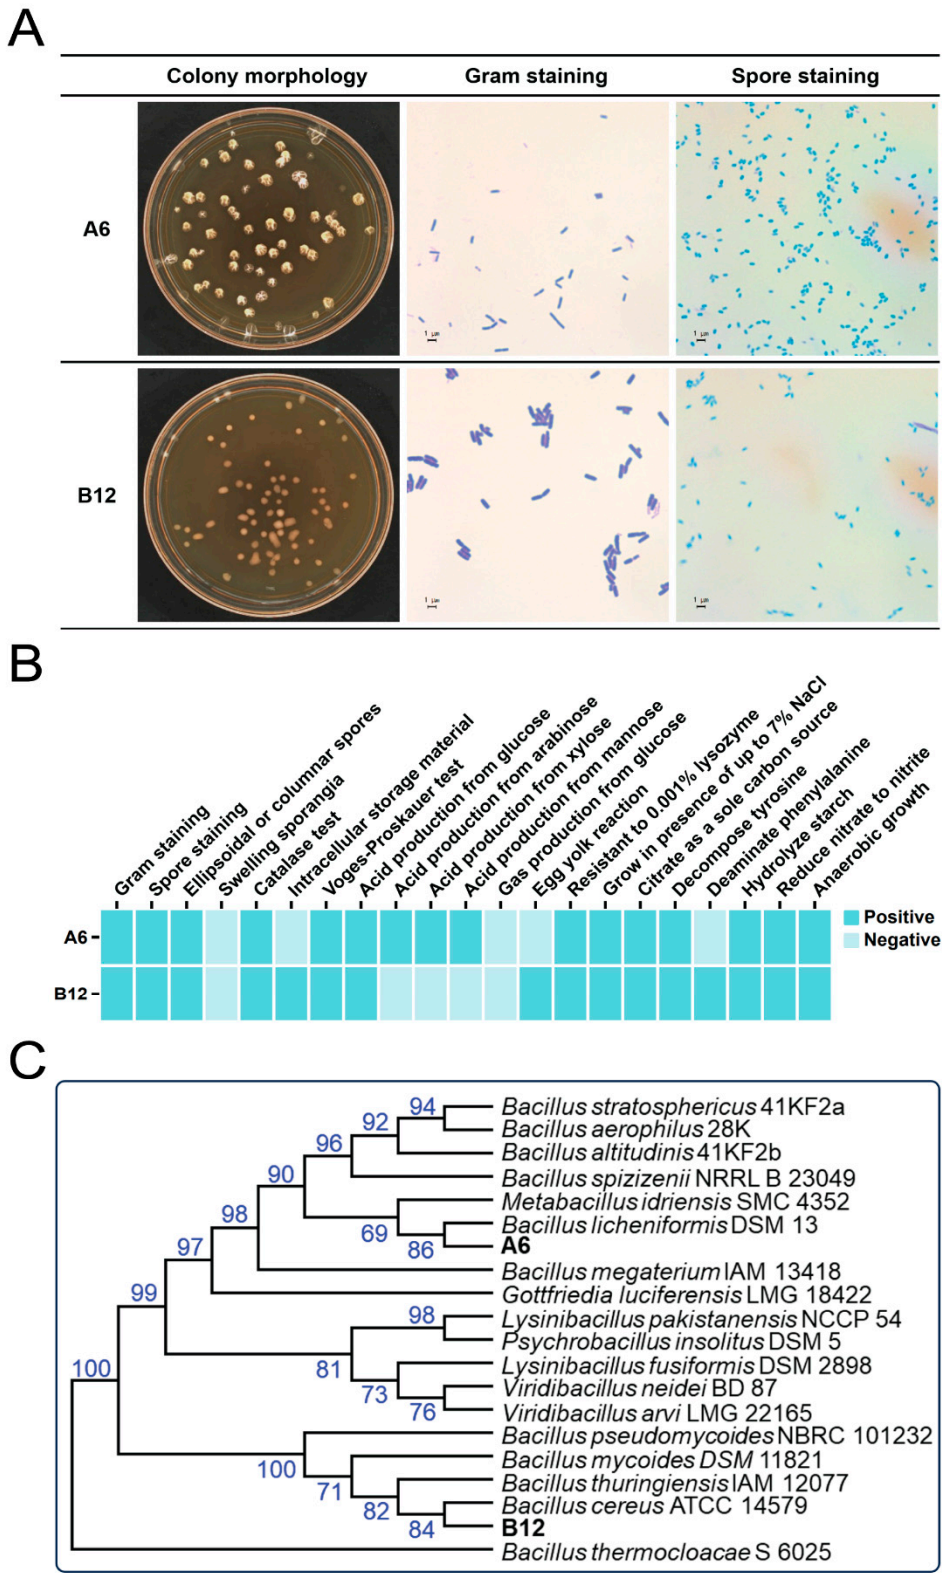 A
Colony morphology Gram staining Spore staining
A6
1 μm 1 μm
B12
1 μm 1 μm
B
Gram staining
Spore staining
Ellipsoidal or columnar spores
Swelling sporangia
Catalase test
Intracellular storage material
Voges-Proskauer test
Acid production from glucose
Acid production from arabinose
Acid production from xylose
Acid production from mannose
Gas production from glucose
Egg yolk reaction
Resistant to 0.001% lysozyme
Grow in presence of up to 7% NaCl
Citrate as a sole carbon source
Decompose tyrosine
Deaminate phenylalanine
Hydrolyze starch
Reduce nitrate to nitrite
Anaerobic growth
A6
B12
Positive
Negative
C
94 Bacillus stratosphericus 41KF2a
92 Bacillus aerophilus 28K
96 Bacillus altitudinis 41KF2b
90 Bacillus spizizenii NRRL B 23049
98 Metabacillus idriensis SMC 4352
69 Bacillus licheniformis DSM 13
97 86 A6
Bacillus megaterium IAM 13418
99 Gottfriedia luciferensis LMG 18422
98 Lysinibacillus pakistanensis NCCP 54
Psychrobacillus insolitus DSM 5
100 81 Lysinibacillus fusiformis DSM 2898
73 Viridibacillus neidei BD 87
76 Viridibacillus arvi LMG 22165
Bacillus pseudomycoides NBRC 101232
100 Bacillus mycoides DSM 11821
71 Bacillus thuringiensis IAM 12077
82 Bacillus cereus ATCC 14579
84 B12
Bacillus thermocloacae S 6025